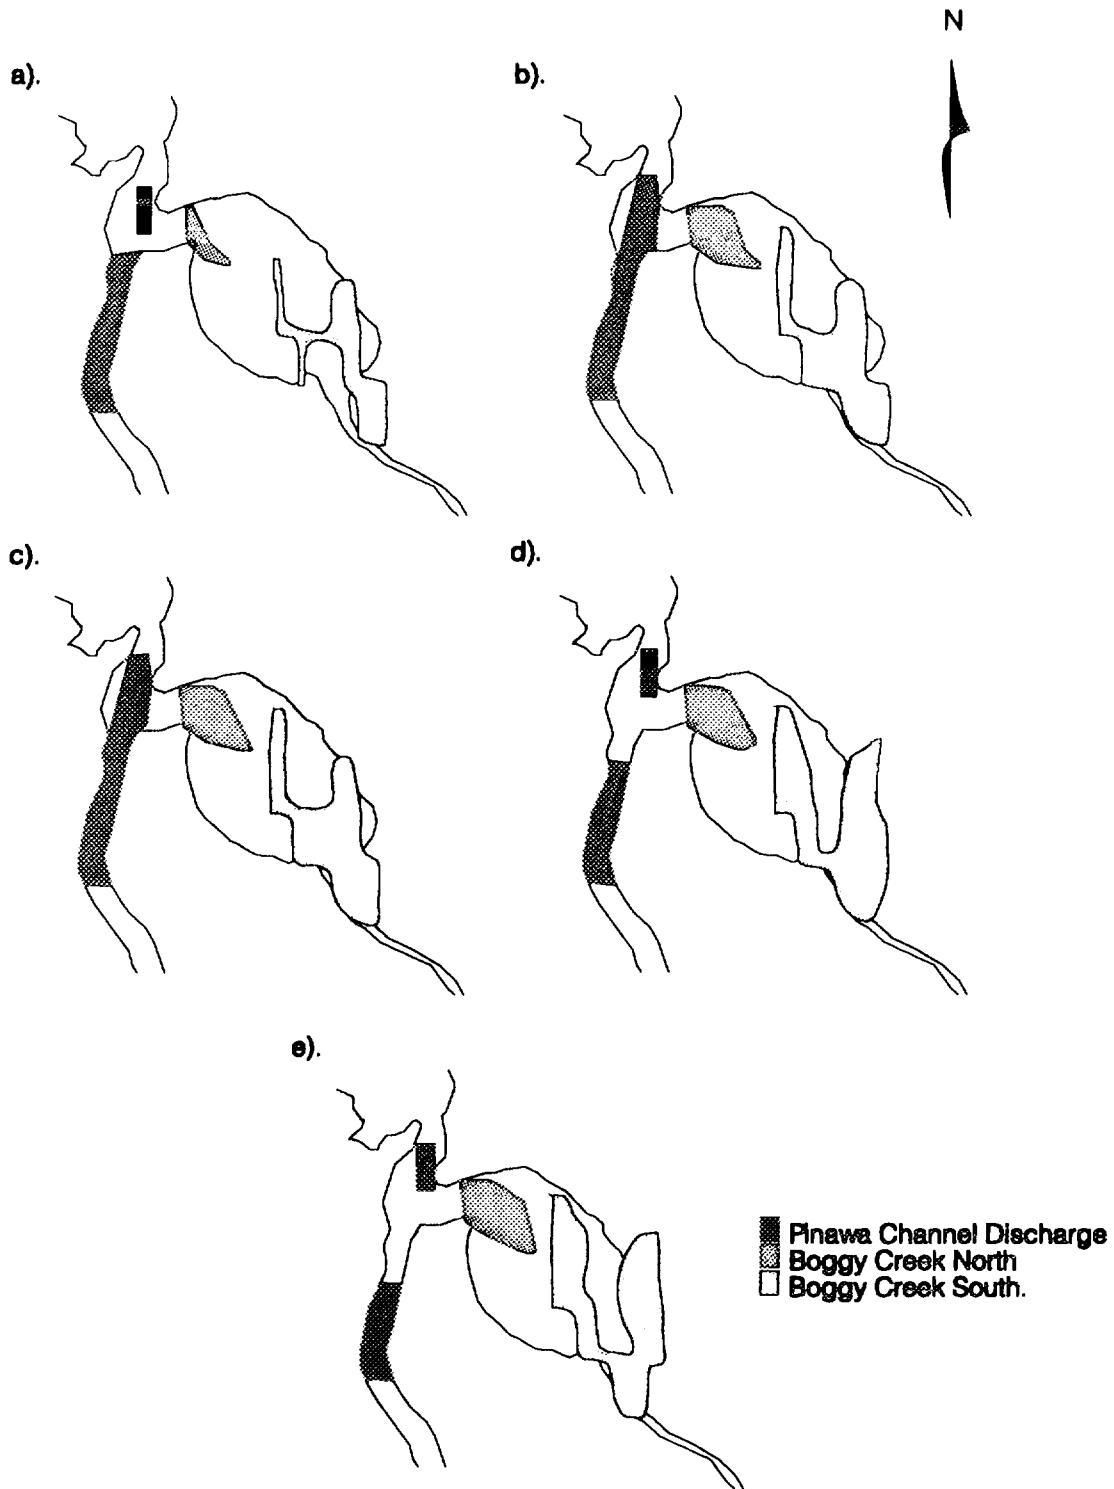 N
a).
b).
c).
d).
e).
Pinawa Channel Discharge
Boggy Creek North
Boggy Creek South.